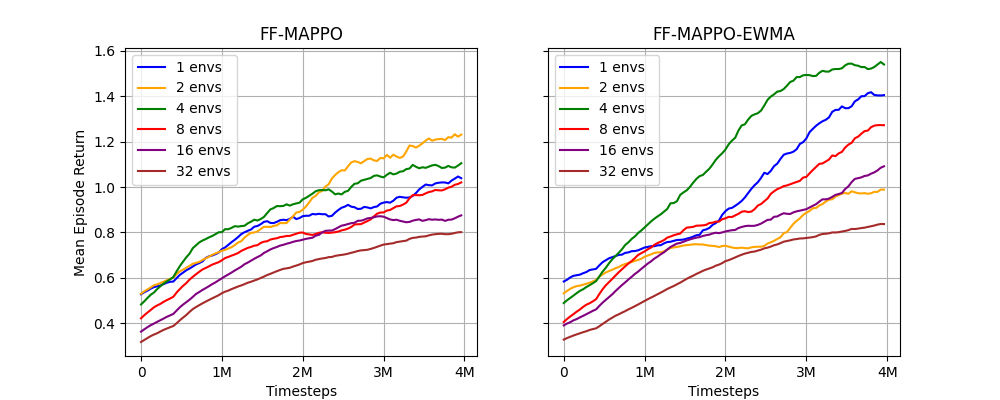 FF-MAPPO
Mean Episode Return
1.6
1.4
1.2
1.0
0.8
0.6
0.4
1 envs
2 envs
4 envs
8 envs
16 envs
32 envs
0 1M 2M 3M 4M
Timesteps
FF-MAPPO-EWMA
1 envs
2 envs
4 envs
8 envs
16 envs
32 envs
0 1M 2M 3M 4M
Timesteps